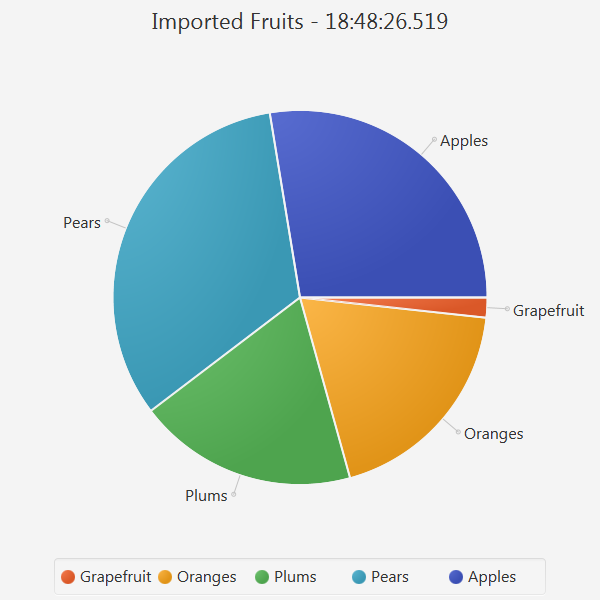 Imported Fruits - 18:48:26.519
Apples
Pears
Grapefruit
Oranges
Plums
Grapefruit Oranges Plums Pears Apples